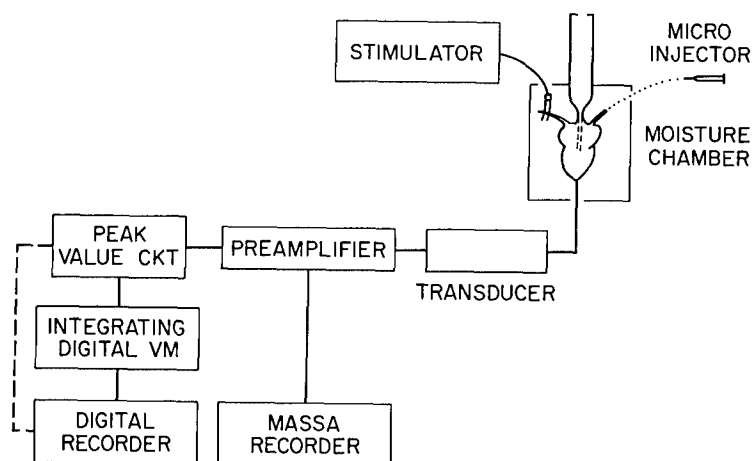 STIMULATOR
MICRO
INJECTOR
MOISTURE
CHAMBER
PEAK
VALUE CKT
PREAMPLIFIER
TRANSDUCER
INTEGRATING
DIGITAL VM
DIGITAL
RECORDER
MASSA
RECORDER